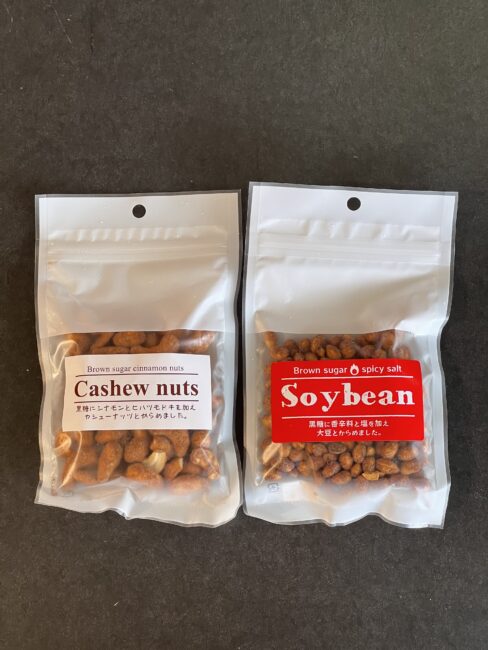 Brown sugar cinnamon nuts
Cashew nuts
黒糖にシナモンとヒハツモドキを加え
カシューナッツとからめました。
Brown sugar spicy salt
Soybean
黒糖に香辛料と塩を加え
大豆とからめました。